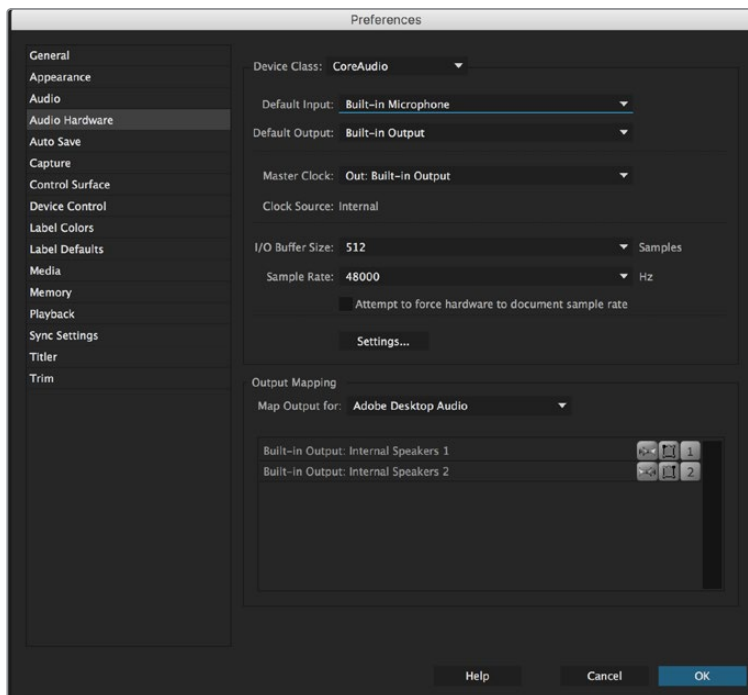 Preferences
General
Appearance
Audio
Audio Hardware
Auto Save
Capture
Control Surface
Device Control
Label Colors
Label Defaults
Media
Memory
Playback
Sync Settings
Titler
Trim
Device Class: CoreAudio
Default Input: Built-in Microphone
Default Output: Built-in Output
Master Clock: Out: Built-in Output
Clock Source: Internal
I/O Buffer Size: 512 Samples
Sample Rate: 48000 Hz
Attempt to force hardware to document sample rate
Settings...
Output Mapping
Map Output for: Adobe Desktop Audio
Built-in Output: Internal Speakers 1 1
Built-in Output: Internal Speakers 2 2
Help Cancel OK